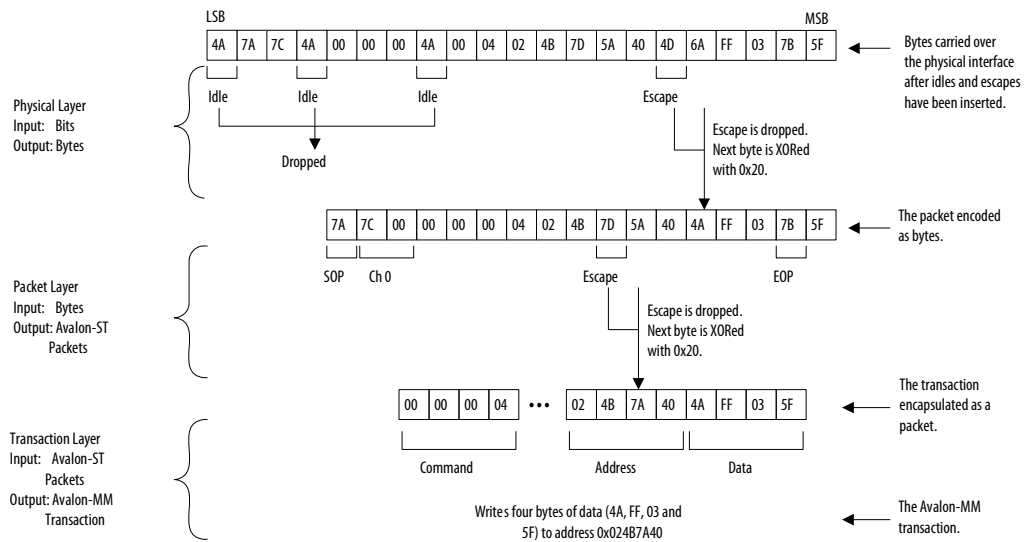 LSB
MSB
4A 7A 7C 4A 00 00 00 4A 00 04 02 4B 7D 5A 40 4D 6A FF 03 7B 5F
Bytes carried over
the physical interface
after idles and escapes
have been inserted.
Idle
Idle
Idle
Escape
Physical Layer
Input: Bits
Output: Bytes
Dropped
Escape is dropped.
Next byte is XORed
with 0x20.
7A 7C 00 00 00 00 04 02 4B 7D 5A 40 4A FF 03 7B 5F
The packet encoded
as bytes.
SOP
Ch 0
Escape
EOP
Packet Layer
Input: Bytes
Output: Avalon-ST
Packets
Escape is dropped.
Next byte is XORed
with 0x20.
00 00 00 04 ••• 02 4B 7A 40 4A FF 03 5F
The transaction
encapsulated as a
packet.
Command
Address
Data
Transaction Layer
Input: Avalon-ST
Packets
Output: Avalon-MM
Transaction
Writes four bytes of data (4A, FF, 03 and
5F) to address 0x024B7A40
The Avalon-MM
transaction.